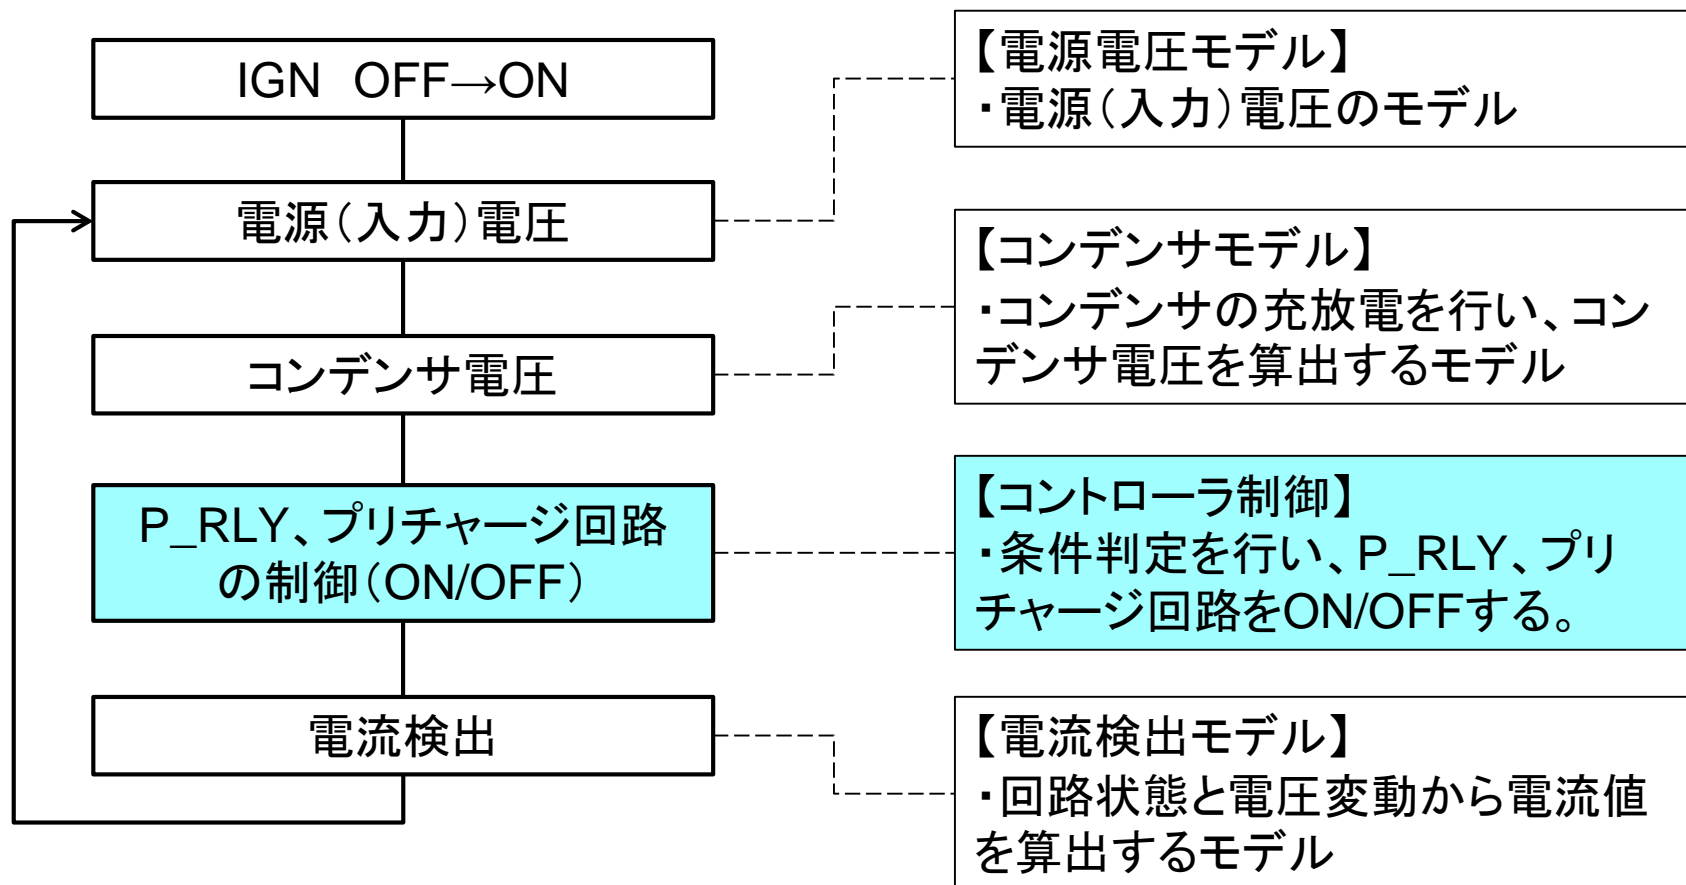 IGN　OFF→ON
電源（入力）電圧
コンデンサ電圧
P_RLY、プリチャージ回路
の制御（ON/OFF）
電流検出
【電源電圧モデル】
・電源（入力）電圧のモデル
【コンデンサモデル】
・コンデンサの充放電を行い、コン
デンサ電圧を算出するモデル
【コントローラ制御】
・条件判定を行い、P_RLY、プリ
チャージ回路をON/OFFする。
【電流検出モデル】
・回路状態と電圧変動から電流値
を算出するモデル